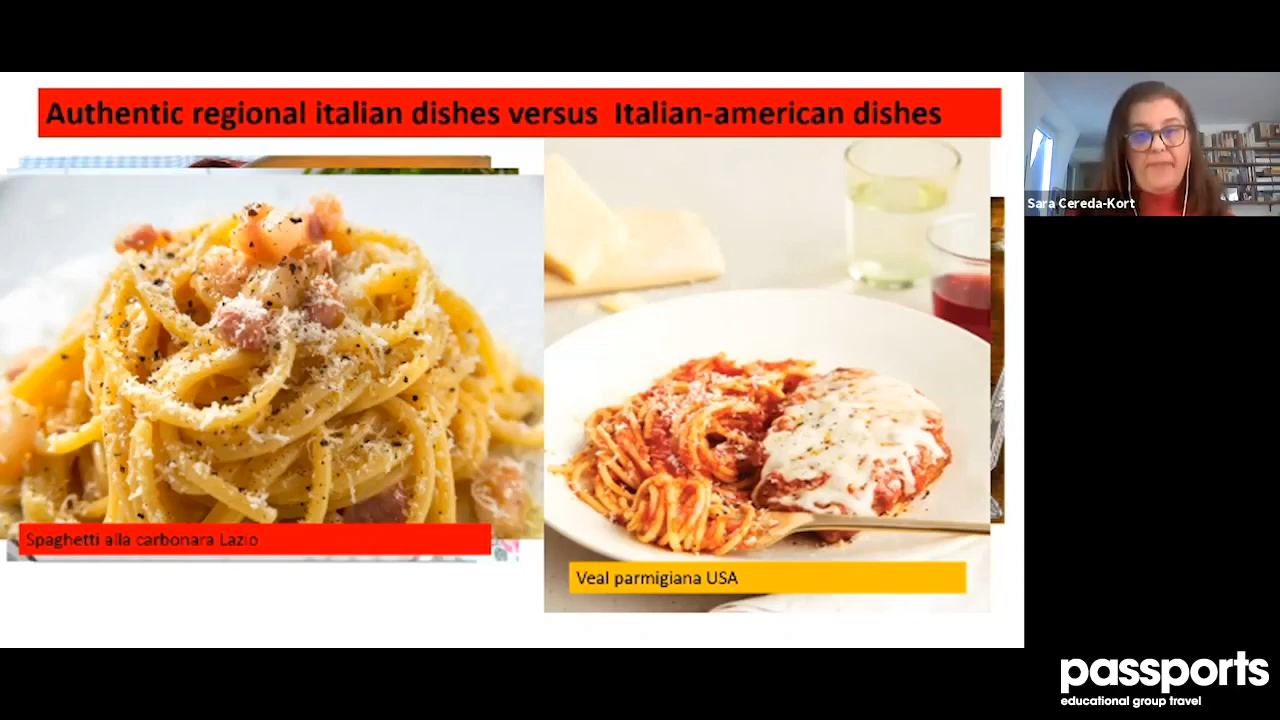 Authentic regional italian dishes versus Italian-american dishes
Sara Cereda-Kort
Spaghetti alla carbonara Lazio
Veal parmigiana USA
passports
educational group travel